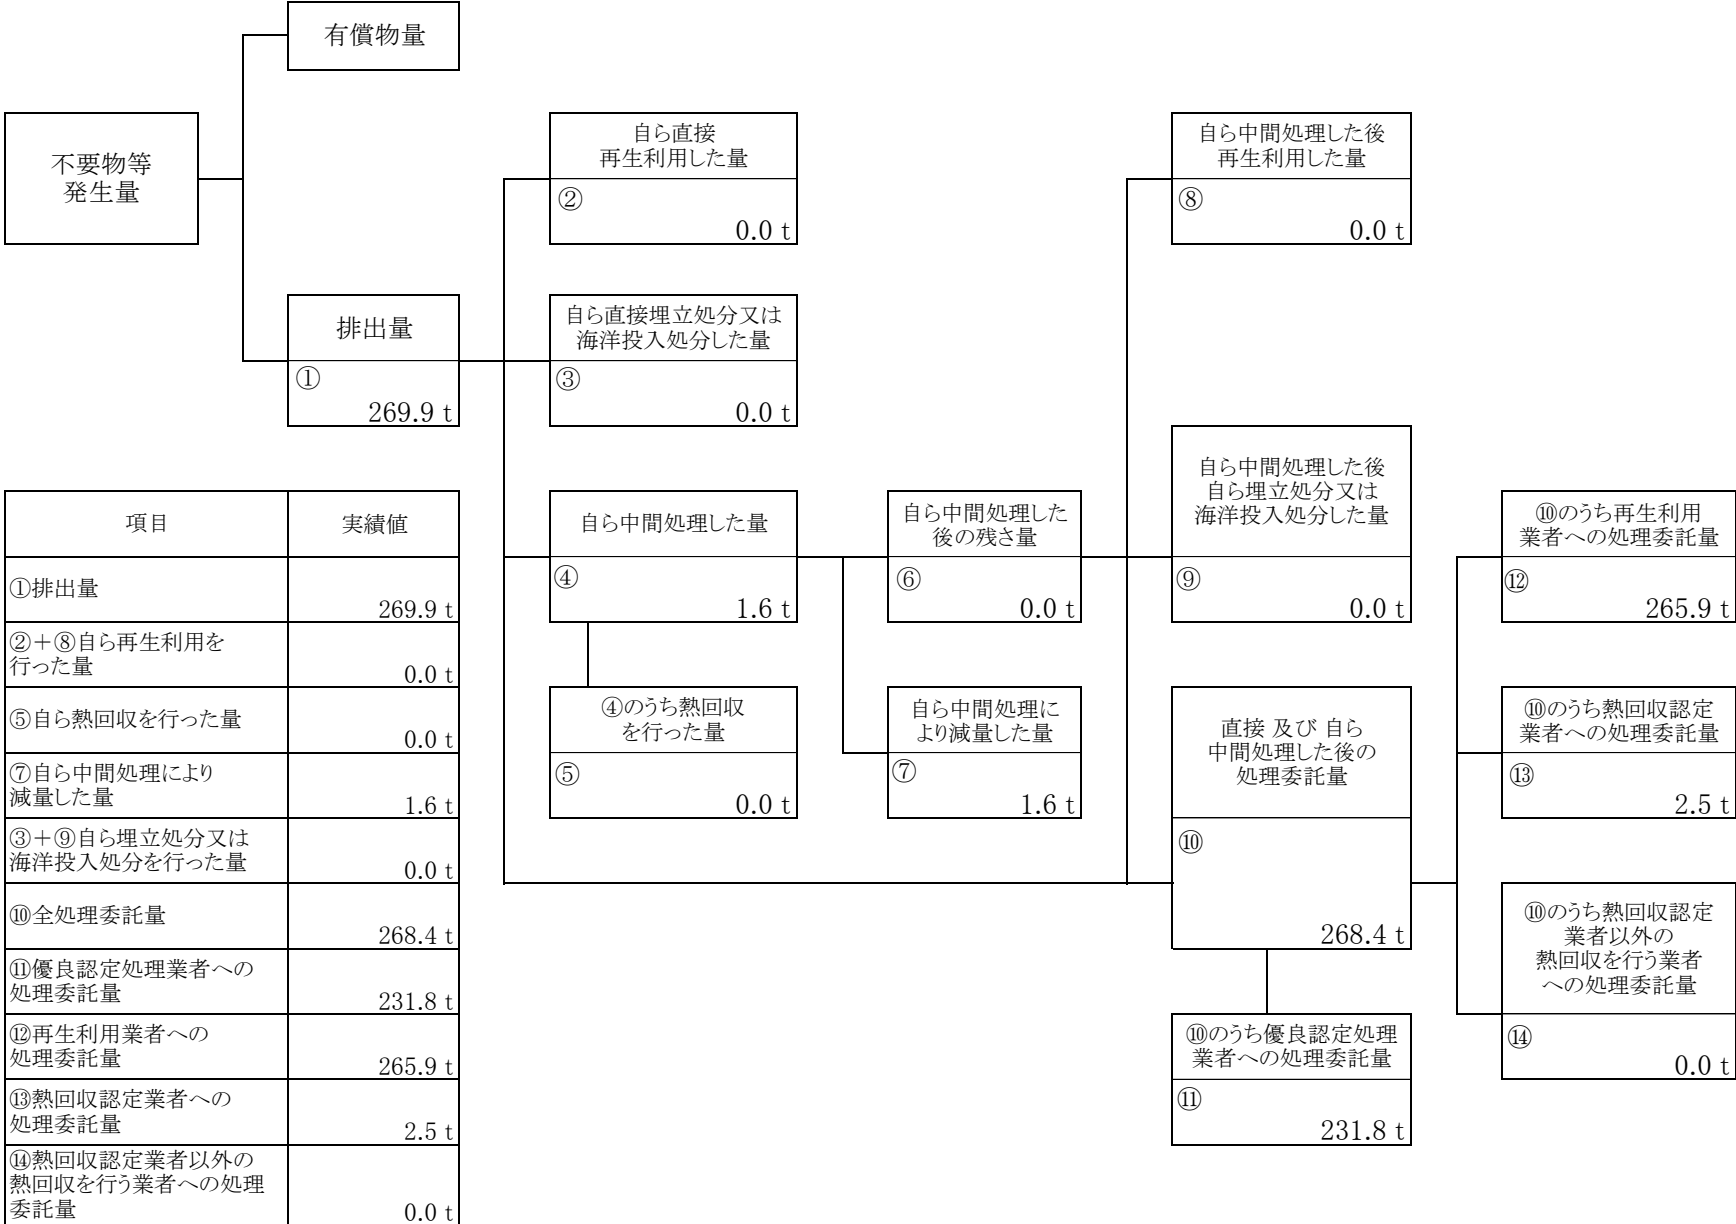 有償物量
不要物等
発生量
自ら直接
再生利用した量
②
0.0 t
自ら中間処理した後
再生利用した量
⑧
0.0 t
排出量
①
269.9 t
自ら直接埋立処分又は
海洋投入処分した量
③
0.0 t
自ら中間処理した量
④
1.6 t
自ら中間処理した
後の残さ量
⑥
0.0 t
自ら中間処理した後
自ら埋立処分又は
海洋投入処分した量
⑨
0.0 t
⑩のうち再生利用
業者への処理委託量
⑫
265.9 t
④のうち熱回収
を行った量
⑤
0.0 t
自ら中間処理に
より減量した量
⑦
1.6 t
直接 及び 自ら
中間処理した後の
処理委託量
⑩
268.4 t
⑩のうち熱回収認定
業者への処理委託量
⑬
2.5 t
⑩のうち熱回収認定
業者以外の
熱回収を行う業者
への処理委託量
⑭
0.0 t
⑩のうち優良認定処理
業者への処理委託量
⑪
231.8 t
項目 実績値
①排出量
269.9 t
②＋⑧自ら再生利用を
行った量
0.0 t
⑤自ら熱回収を行った量
0.0 t
⑦自ら中間処理により
減量した量
1.6 t
③＋⑨自ら埋立処分又は
海洋投入処分を行った量
0.0 t
⑩全処理委託量
268.4 t
⑪優良認定処理業者への
処理委託量
231.8 t
⑫再生利用業者への
処理委託量
265.9 t
⑬熱回収認定業者への
処理委託量
2.5 t
⑭熱回収認定業者以外の
熱回収を行う業者への処理
委託量
0.0 t